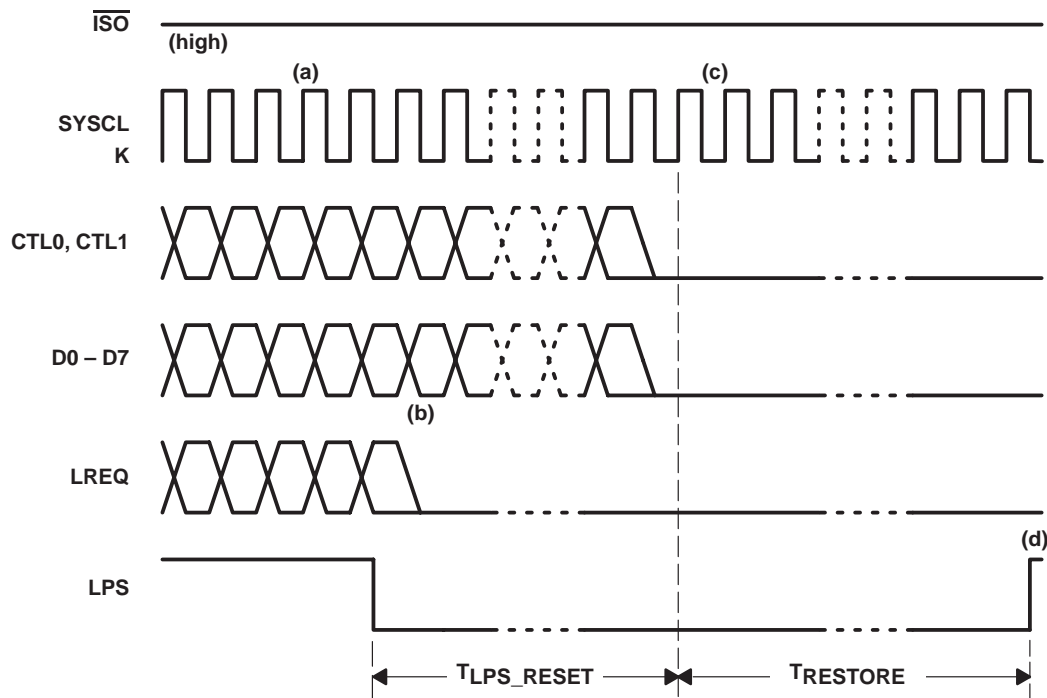 ISO
(high)
(a)
(c)
SYSCL
K
CTL0, CTL1
D0 – D7
(b)
LREQ
(d)
LPS
TLPS_RESET
TRESTORE